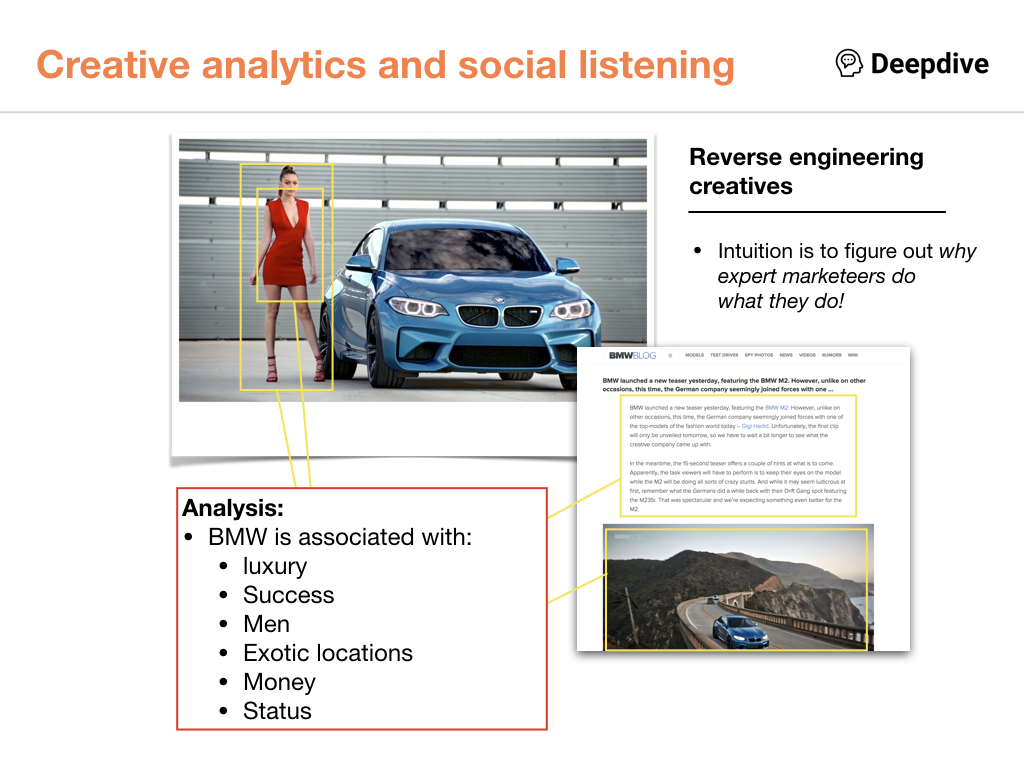 Creative analytics and social listening
Deepdive
Reverse engineering
creatives
• Intuition is to figure out why
expert marketeers do
what they do!
BMWBLOG
MODELS TEST DRIVES SPY PHOTOS NEWS VIDEOS RUMORS MINI
BMW launched a new teaser yesterday, featuring the BMW M2. However, unlike on other
occasions, this time, the German company seemingly joined forces with one ...
BMW launched a new teaser yesterday, featuring the BMW M2. However, unlike on
other occasions, this time, the German company seemingly joined forces with one of
the top-models of the fashion world today – Gigi Hadid. Unfortunately, the final clip
will only be unveiled tomorrow, so we have to wait a bit longer to see what the
creative company came up with.
In the meantime, the 15-second teaser offers a couple of hints at what is to come.
Apparently, the task viewers will have to perform is to keep their eyes on the model
while the M2 will be doing all sorts of crazy stunts. And while it may seem ludicrous at
first, remember what the Germans did a while back with their Drift Gang spot featuring
the M235i: That was spectacular and we're expecting something even better for the
M2.
Analysis:
• BMW is associated with:
• luxury
• Success
• Men
• Exotic locations
• Money
• Status